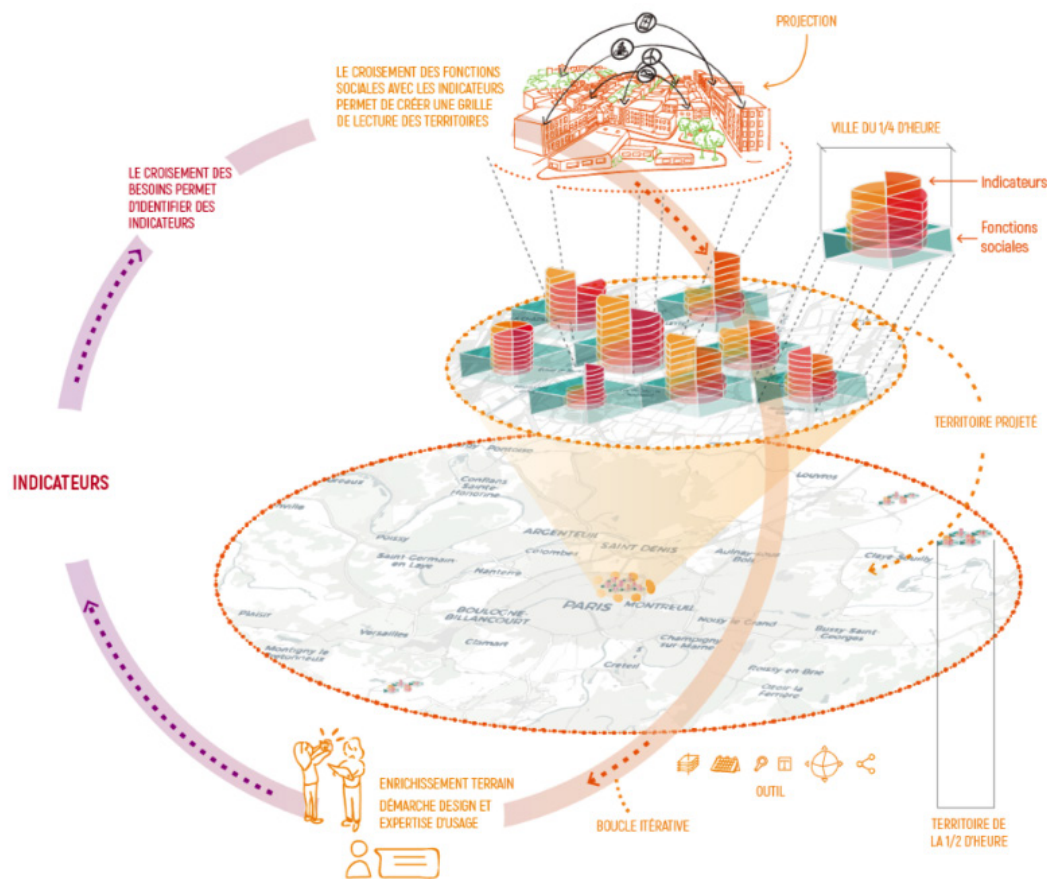 PROJECTION
LE CROISEMENT DES FONCTIONS
SOCIALES AVEC LES INDICATEURS
PERMET DE CRÉER UNE GRILLE
DE LECTURE DES TERRITOIRES
VILLE DU 1/4 D'HEURE
LE CROISEMENT DES
BESOINS PERMET
D'IDENTIFIER DES
INDICATEURS
Indicateurs
Fonctions
sociales
TERRITOIRE PROJETÉ
INDICATEURS
Conflans
Sainte-
Honorine
Louvres
Poissy
ARGENTEUIL
SAINT DENIS
Saint-Germain
en Laye
Colombes
Aulnay-sous
Bois
Claye-Souilly
Nanterre
PARIS
MONTREUIL
BOULOGNE-
BILLANCOURT
Noisy le Grand
Bussy-Saint-
Georges
Plaisir
Versailles
Clamart
Champigny
sur-Marne
Montigny le
Bretonneux
Créteil
Roissy-en-Brie
Ozoir-la
Ferrière
ENRICHISSEMENT TERRAIN
DÉMARCHE DESIGN ET
EXPERTISE D'USAGE
OUTIL
BOUCLE ITÉRATIVE
TERRITOIRE DE
LA 1/2 D'HEURE